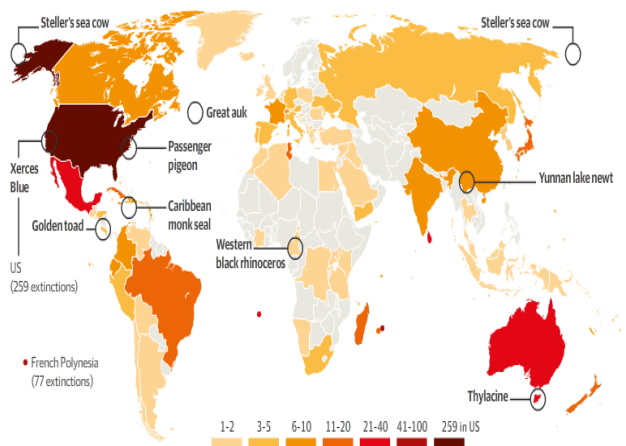 Steller's sea cow
Steller's sea cow
Great auk
Passenger
pigeon
Xerces
Blue
Yunnan lake newt
Caribbean
monk seal
Golden toad
Western
black rhinoceros
US
(259 extinctions)
French Polynesia
(77 extinctions)
Thylacine
1-2 3-5 6-10 11-20 21-40 41-100 259 in US